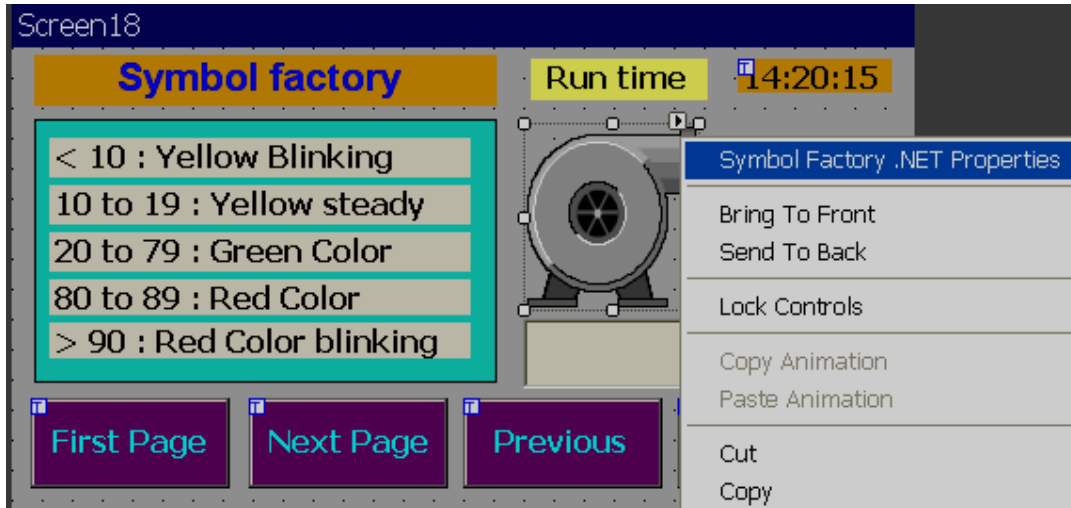 Screen18
Symbol factory
Run time
T
14:20:15
< 10 : Yellow Blinking
10 to 19 : Yellow steady
20 to 79 : Green Color
80 to 89 : Red Color
> 90 : Red Color blinking
Symbol Factory .NET Properties
Bring To Front
Send To Back
Lock Controls
Copy Animation
Paste Animation
Cut
Copy
T
First Page
T
Next Page
T
Previous